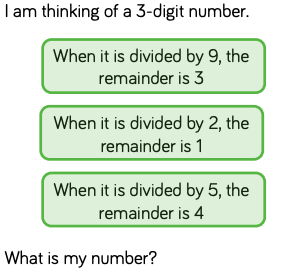 I am thinking of a 3-digit number.
When it is divided by 9, the
remainder is 3
When it is divided by 2, the
remainder is 1
When it is divided by 5, the
remainder is 4
What is my number?